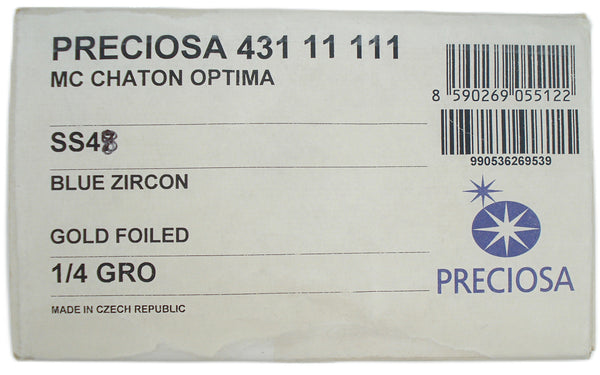 PRECIOSA 431 11 111
MC CHATON OPTIMA
8 590269 055122
SS48
990536269539
BLUE ZIRCON
GOLD FOILED
1/4 GRO
PRECIOSA
MADE IN CZECH REPUBLIC